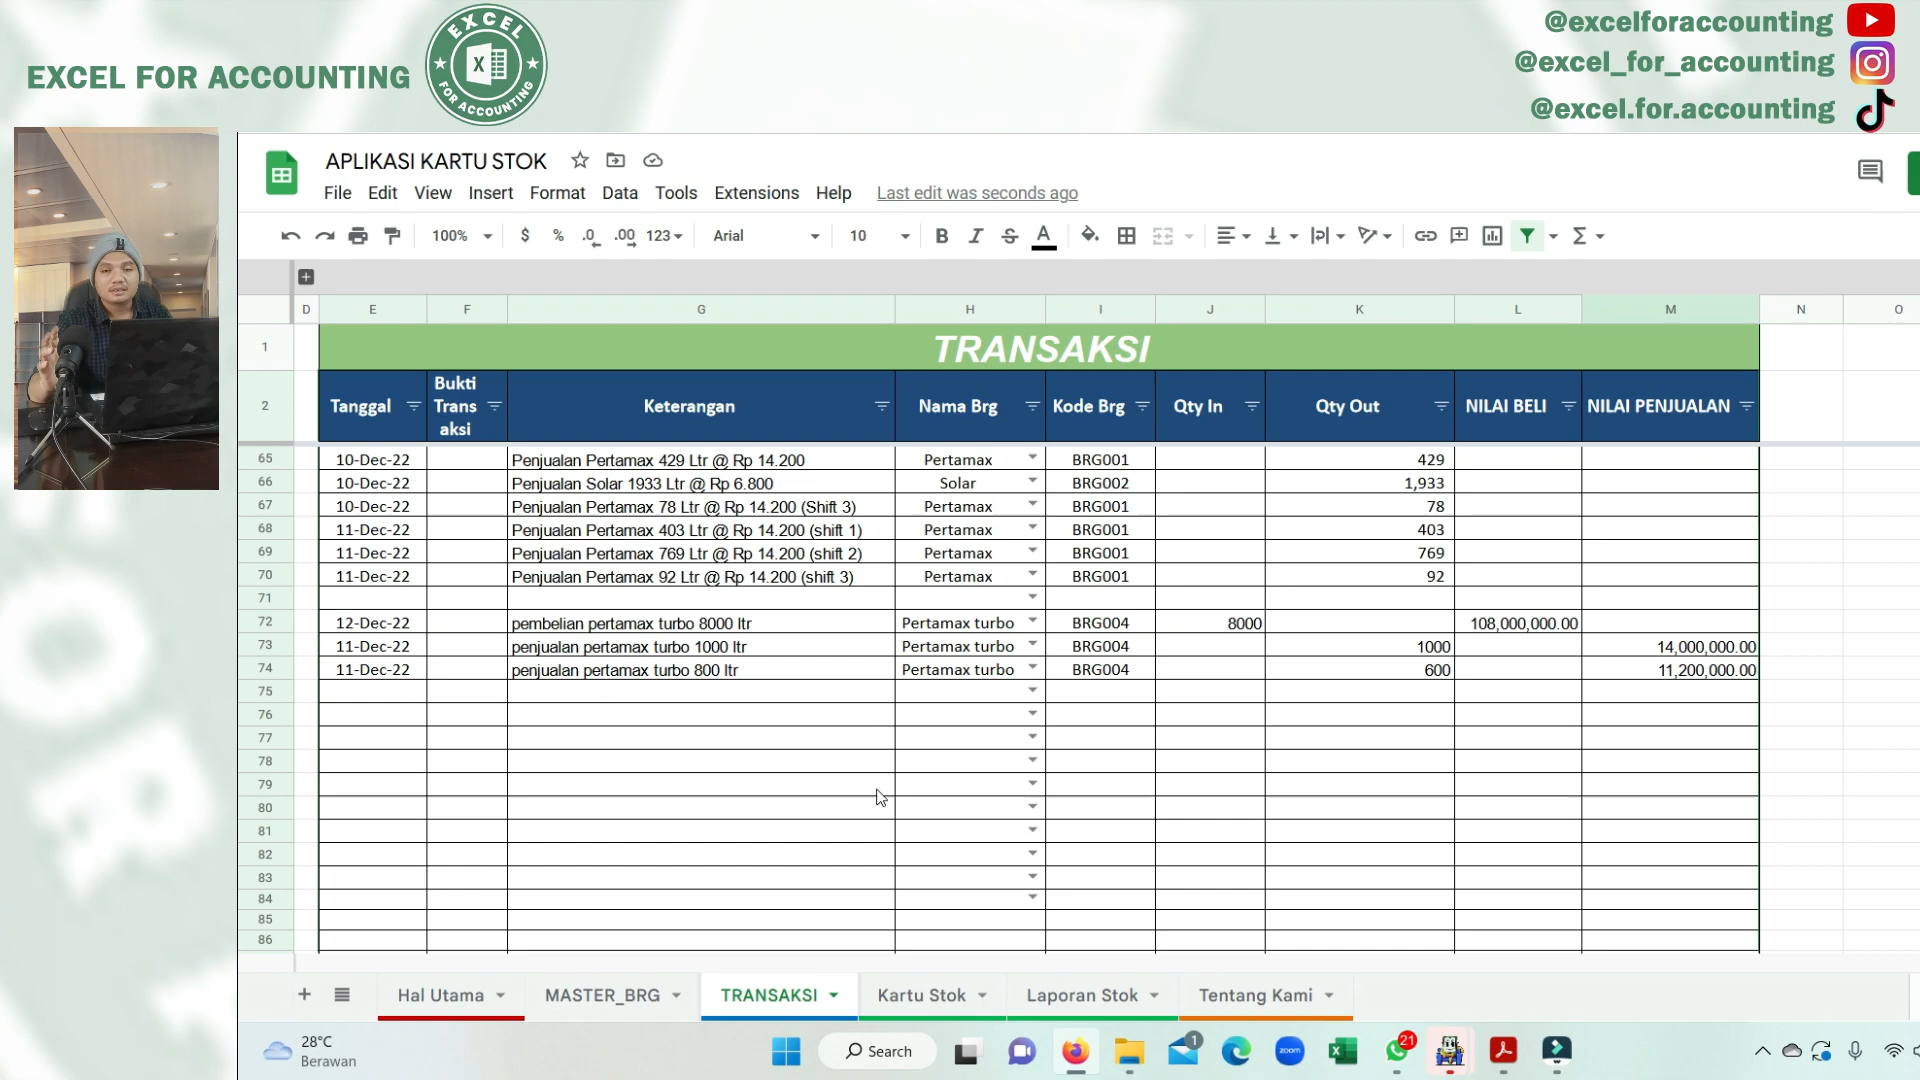 EXCEL FOR ACCOUNTING
EXCEL
FOR ACCOUNTING
@excelforaccounting
@excel_for_accounting
@excel.for.accounting
APLIKASI KARTU STOK
File Edit View Insert Format Data Tools Extensions Help Last edit was seconds ago
100% $ % .0 .00 123 Arial 10 B I S A
D E F G H I J K L M N O
1 TRANSAKSI
2 Tanggal Bukti Trans aksi Keterangan Nama Brg Kode Brg Qty In Qty Out NILAI BELI NILAI PENJUALAN
65 10-Dec-22 Penjualan Pertamax 429 Ltr @ Rp 14.200 Pertamax BRG001 429
66 10-Dec-22 Penjualan Solar 1933 Ltr @ Rp 6.800 Solar BRG002 1,933
67 10-Dec-22 Penjualan Pertamax 78 Ltr @ Rp 14.200 (Shift 3) Pertamax BRG001 78
68 11-Dec-22 Penjualan Pertamax 403 Ltr @ Rp 14.200 (shift 1) Pertamax BRG001 403
69 11-Dec-22 Penjualan Pertamax 769 Ltr @ Rp 14.200 (shift 2) Pertamax BRG001 769
70 11-Dec-22 Penjualan Pertamax 92 Ltr @ Rp 14.200 (shift 3) Pertamax BRG001 92
71
72 12-Dec-22 pembelian pertamax turbo 8000 ltr Pertamax turbo BRG004 8000 108,000,000.00
73 11-Dec-22 penjualan pertamax turbo 1000 ltr Pertamax turbo BRG004 1000 14,000,000.00
74 11-Dec-22 penjualan pertamax turbo 800 ltr Pertamax turbo BRG004 600 11,200,000.00
75
76
77
78
79
80
81
82
83
84
85
86
Hal Utama MASTER_BRG TRANSAKSI Kartu Stok Laporan Stok Tentang Kami
28°C
Berawan
Search
1
zoom
21